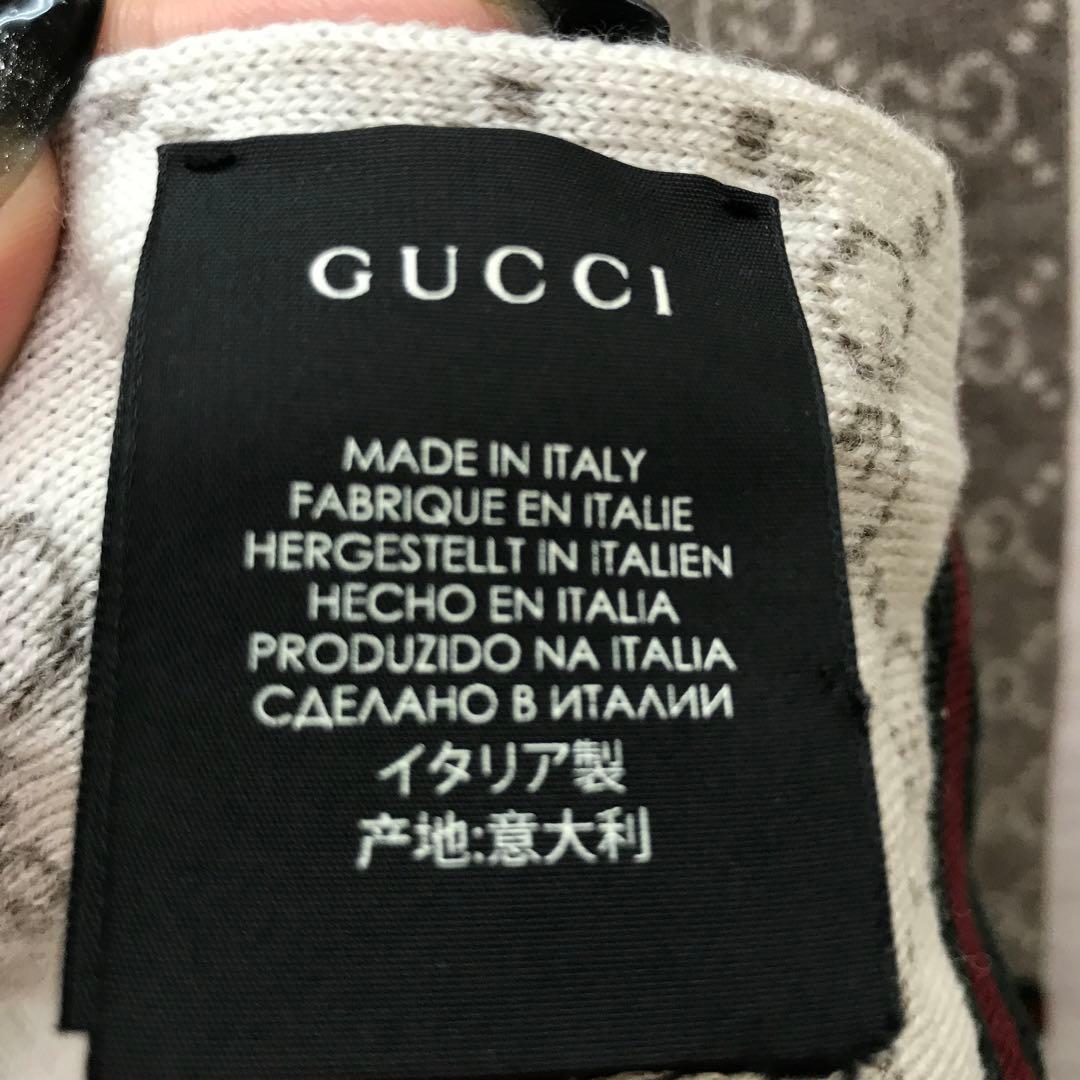 GUCCI
MADE IN ITALY
FABRIQUE EN ITALIE
HERGESTELLT IN ITALIEN
HECHO EN ITALIA
PRODUZIDO NA ITALIA
СДЕЛАНО В ИТАЛИИ
イタリア製
产地:意大利